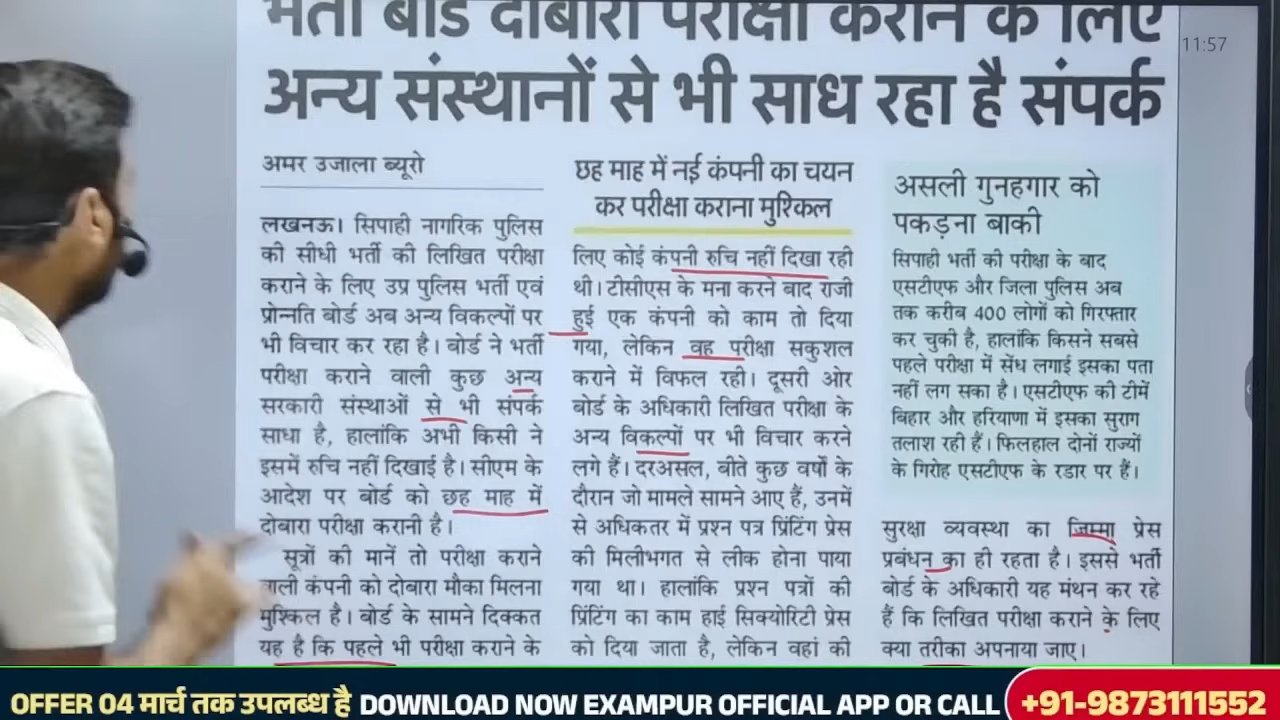 भर्ती बोर्ड दोबारा परीक्षा कराने के लिए
अन्य संस्थानों से भी साध रहा है संपर्क
11:57
अमर उजाला ब्यूरो
लखनऊ। सिपाही नागरिक पुलिस
की सीधी भर्ती की लिखित परीक्षा
कराने के लिए उप्र पुलिस भर्ती एवं
प्रोन्नति बोर्ड अब अन्य विकल्पों पर
भी विचार कर रहा है। बोर्ड ने भर्ती
परीक्षा कराने वाली कुछ अन्य
सरकारी संस्थाओं से भी संपर्क
साधा है, हालांकि अभी किसी ने
इसमें रुचि नहीं दिखाई है। सीएम के
आदेश पर बोर्ड को छह माह में
दोबारा परीक्षा करानी है।
सूत्रों की मानें तो परीक्षा कराने
वाली कंपनी को दोबारा मौका मिलना
मुश्किल है। बोर्ड के सामने दिक्कत
यह है कि पहले भी परीक्षा कराने के
छह माह में नई कंपनी का चयन
कर परीक्षा कराना मुश्किल
लिए कोई कंपनी रुचि नहीं दिखा रही
थी। टीसीएस के मना करने बाद राजी
हुई एक कंपनी को काम तो दिया
गया, लेकिन वह परीक्षा सकुशल
कराने में विफल रही। दूसरी ओर
बोर्ड के अधिकारी लिखित परीक्षा के
अन्य विकल्पों पर भी विचार करने
लगे हैं। दरअसल, बीते कुछ वर्षों के
दौरान जो मामले सामने आए हैं, उनमें
से अधिकतर में प्रश्न पत्र प्रिंटिंग प्रेस
की मिलीभगत से लीक होना पाया
गया था। हालांकि प्रश्न पत्रों की
प्रिंटिंग का काम हाई सिक्योरिटी प्रेस
को दिया जाता है, लेकिन वहां की
असली गुनहगार को
पकड़ना बाकी
सिपाही भर्ती की परीक्षा के बाद
एसटीएफ और जिला पुलिस अब
तक करीब 400 लोगों को गिरफ्तार
कर चुकी है, हालांकि किसने सबसे
पहले परीक्षा में सेंध लगाई इसका पता
नहीं लग सका है। एसटीएफ की टीमें
बिहार और हरियाणा में इसका सुराग
तलाश रही हैं। फिलहाल दोनों राज्यों
के गिरोह एसटीएफ के रडार पर हैं।
सुरक्षा व्यवस्था का जिम्मा प्रेस
प्रबंधन का ही रहता है। इससे भर्ती
बोर्ड के अधिकारी यह मंथन कर रहे
हैं कि लिखित परीक्षा कराने के लिए
क्या तरीका अपनाया जाए।
OFFER 04 मार्च तक उपलब्ध है DOWNLOAD NOW EXAMPUR OFFICIAL APP OR CALL +91-9873111552